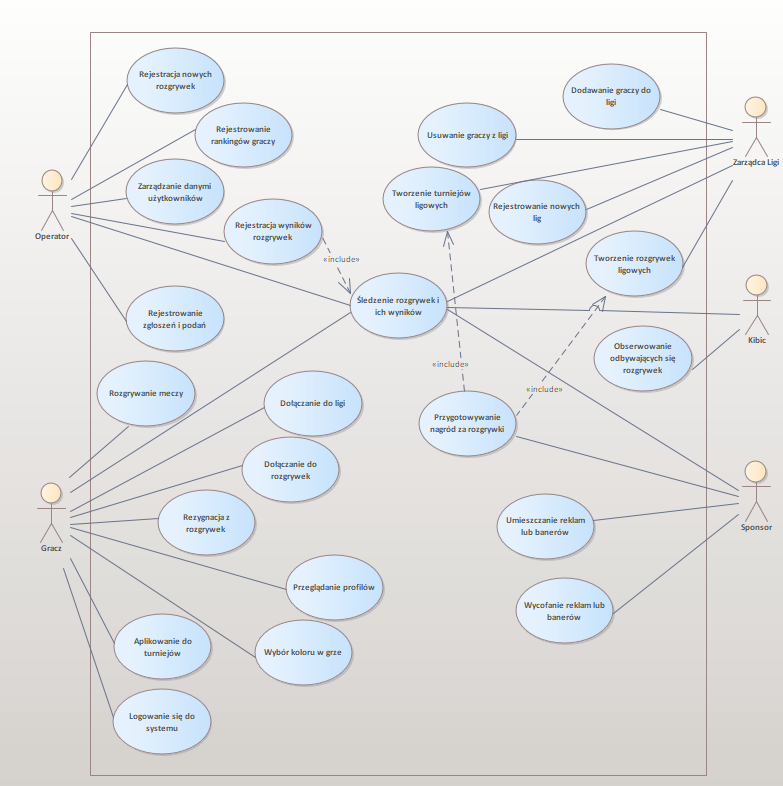 Rejestracja nowych
rozgrywek
Dodawanie graczy do
ligi
Rejestrowanie
rankingów graczy
Usuwanie graczy z ligi
Zarządca Ligi
Zarządzanie danymi
użytkowników
Tworzenie turniejów
ligowych
Rejestrowanie nowych
lig
Operator
Rejestracja wyników
rozgrywek
«include»
Tworzenie rozgrywek
ligowych
Śledzenie rozgrywek i
ich wyników
Rejestrowanie
zgłoszeń i podań
Kibic
Obserwowanie
odbywających się
rozgrywek
«include»
Rozgrywanie meczy
«include»
Dołączanie do ligi
Przygotowywanie
nagród za rozgrywki
Dołączanie do
rozgrywek
Rezygnacja z
rozgrywek
Umieszczanie reklam
lub banerów
Sponsor
Gracz
Przeglądanie profilów
Wycofanie reklam lub
banerów
Aplikowanie do
turniejów
Wybór koloru w grze
Logowanie się do
systemu